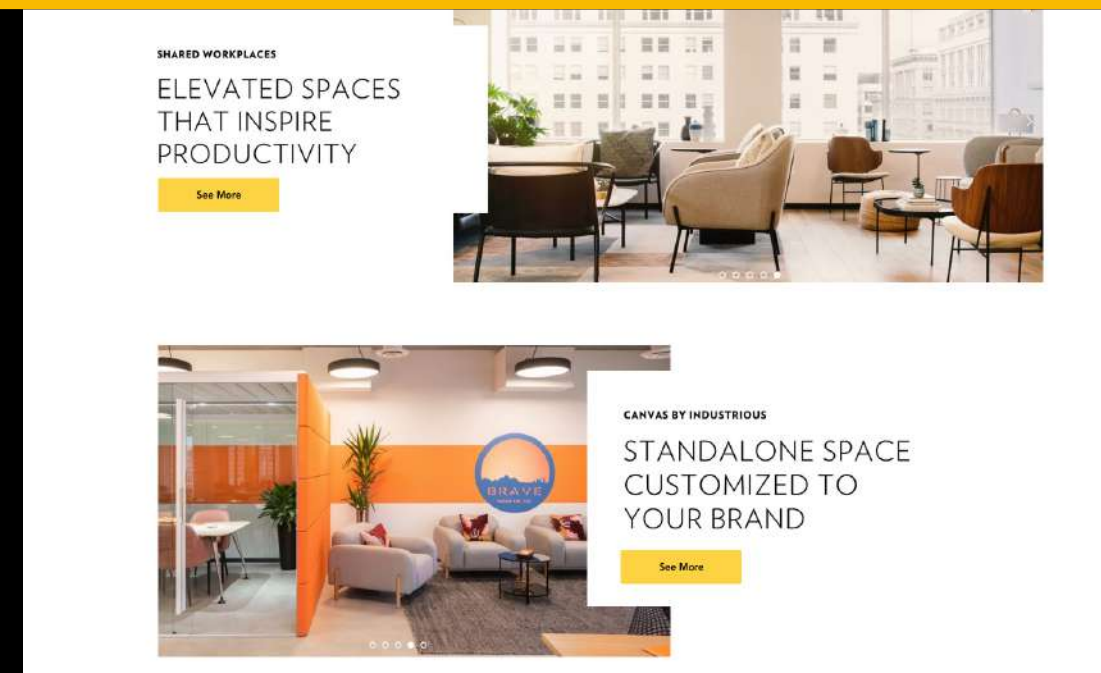 SHARED WORKPLACES
ELEVATED SPACES
THAT INSPIRE
PRODUCTIVITY
See More
BRAVE
CANVAS BY INDUSTRIOUS
STANDALONE SPACE
CUSTOMIZED TO
YOUR BRAND
See More